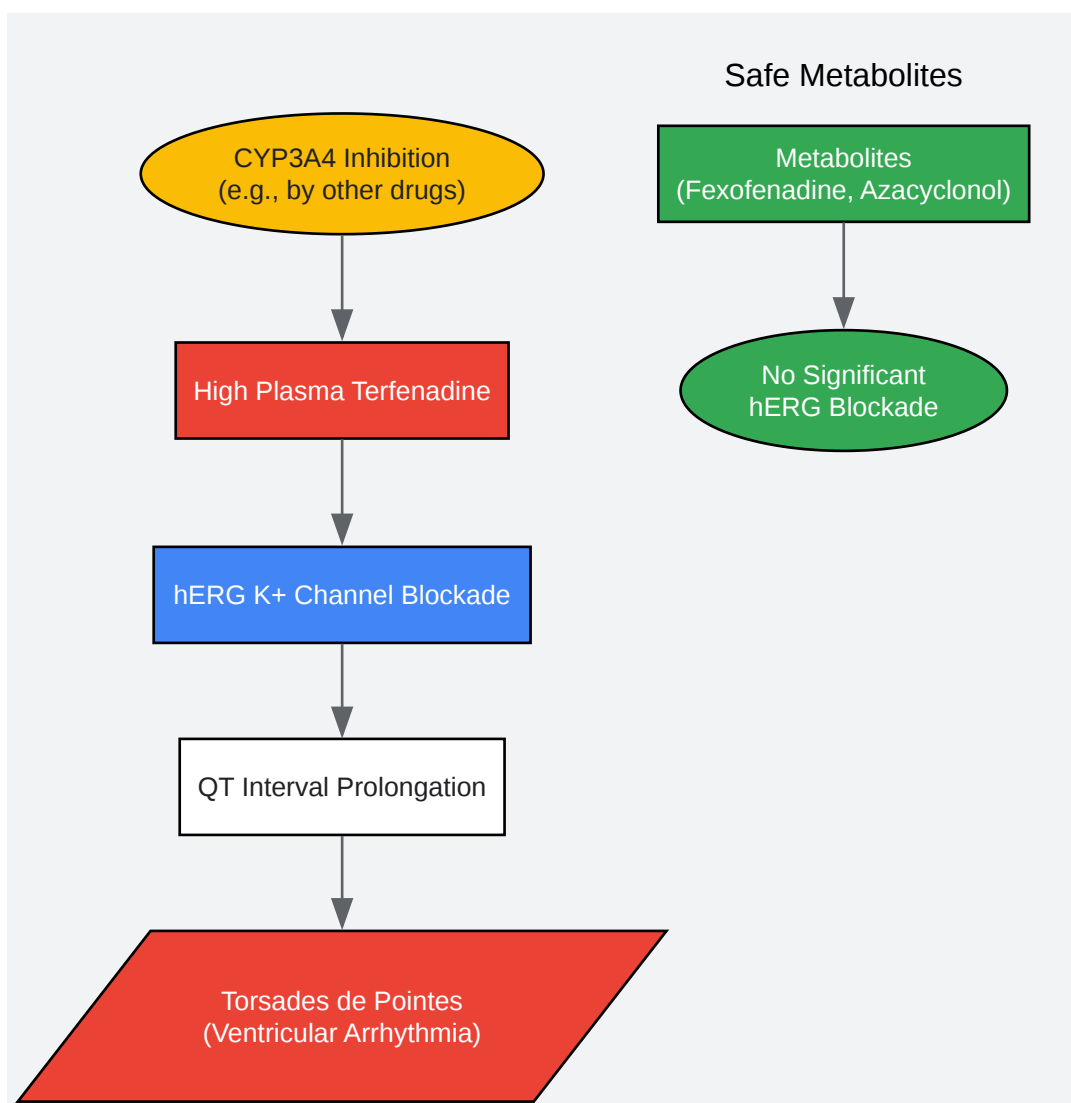 CYP3A4 Inhibition
(e.g., by other drugs)
High Plasma Terfenadine
hERG K+ Channel Blockade
QT Interval Prolongation
Torsades de Pointes
(Ventricular Arrhythmia)
Safe Metabolites
Metabolites
(Fexofenadine, Azacyclonol)
No Significant
hERG Blockade